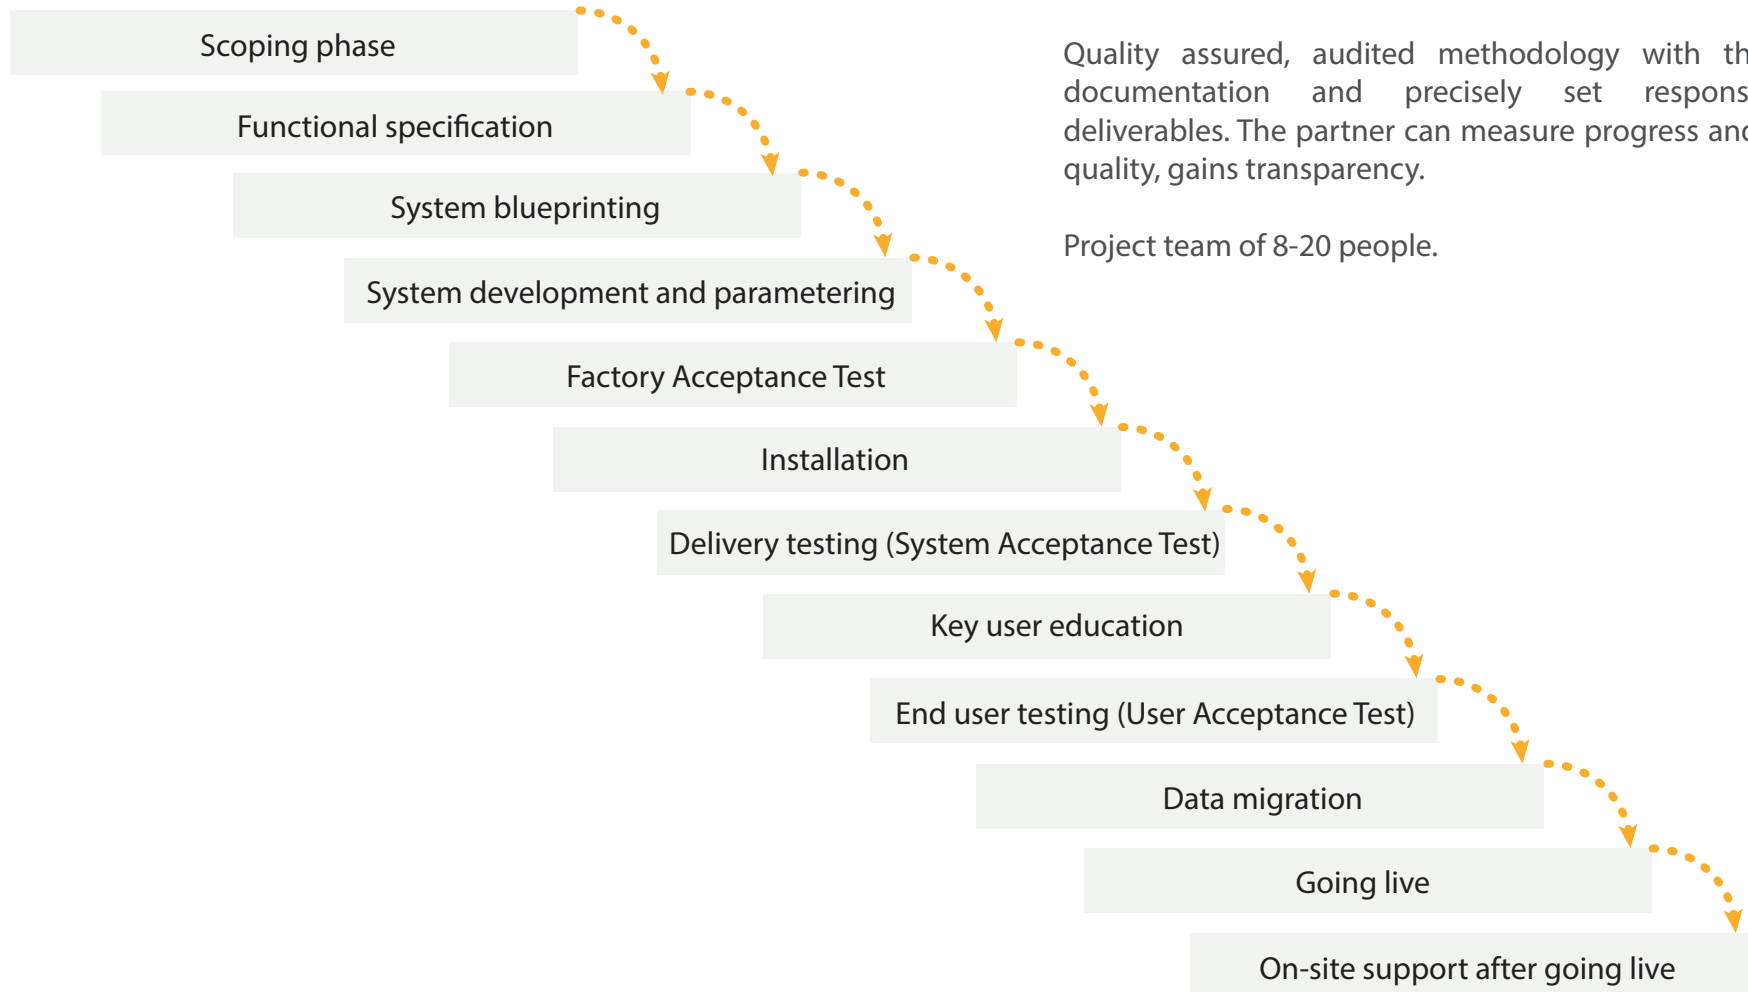 Scoping phase
Quality assured, audited methodology with
Functional specification
documentation and precisely set
deliverables. The partner can measure progress and
quality, gains transparency.
System blueprinting
Project team of 8-20 people.
System development and parametering
Factory Acceptance Test
Installation
Delivery testing (System Acceptance Test)
Key user education
End user testing (User Acceptance Test)
Data migration
Going live
On-site support after going live